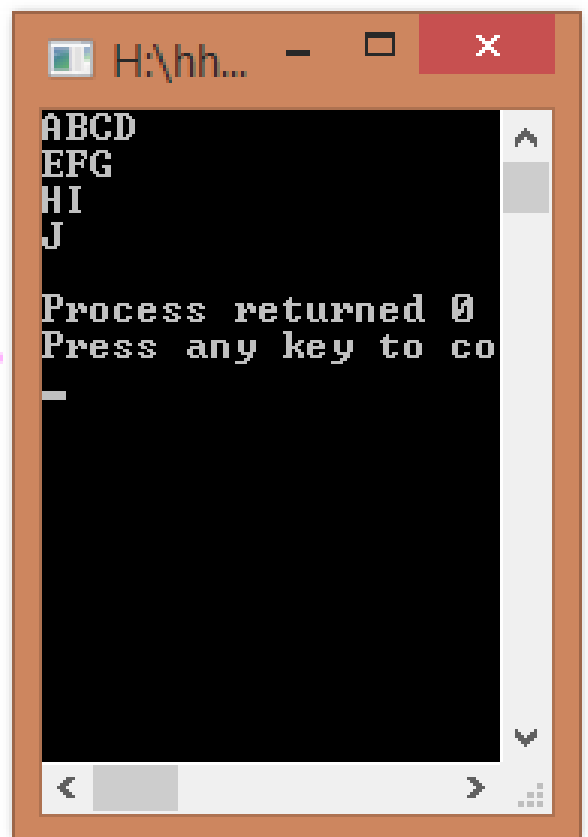 H:\hh...
ABCD
EFG
HI
J
Process returned 0
Press any key to co